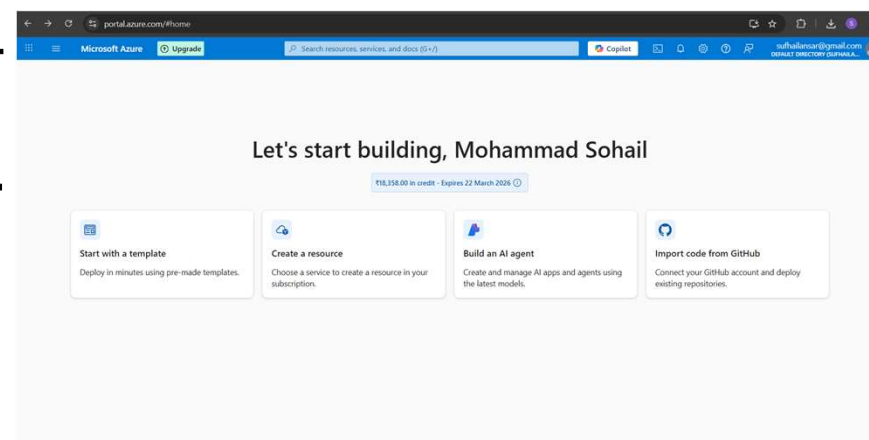 portal.azure.com/#home
Microsoft Azure
Upgrade
Search resources, services, and docs (G+/)
Copilot
sufhailansar@gmail.com
DEFAULT DIRECTORY (SUFHAILA...
Let's start building, Mohammad Sohail
₹18,358.00 in credit - Expires 22 March 2026
Start with a template
Deploy in minutes using pre-made templates.
Create a resource
Choose a service to create a resource in your
subscription.
Build an AI agent
Create and manage AI apps and agents using
the latest models.
Import code from GitHub
Connect your GitHub account and deploy
existing repositories.